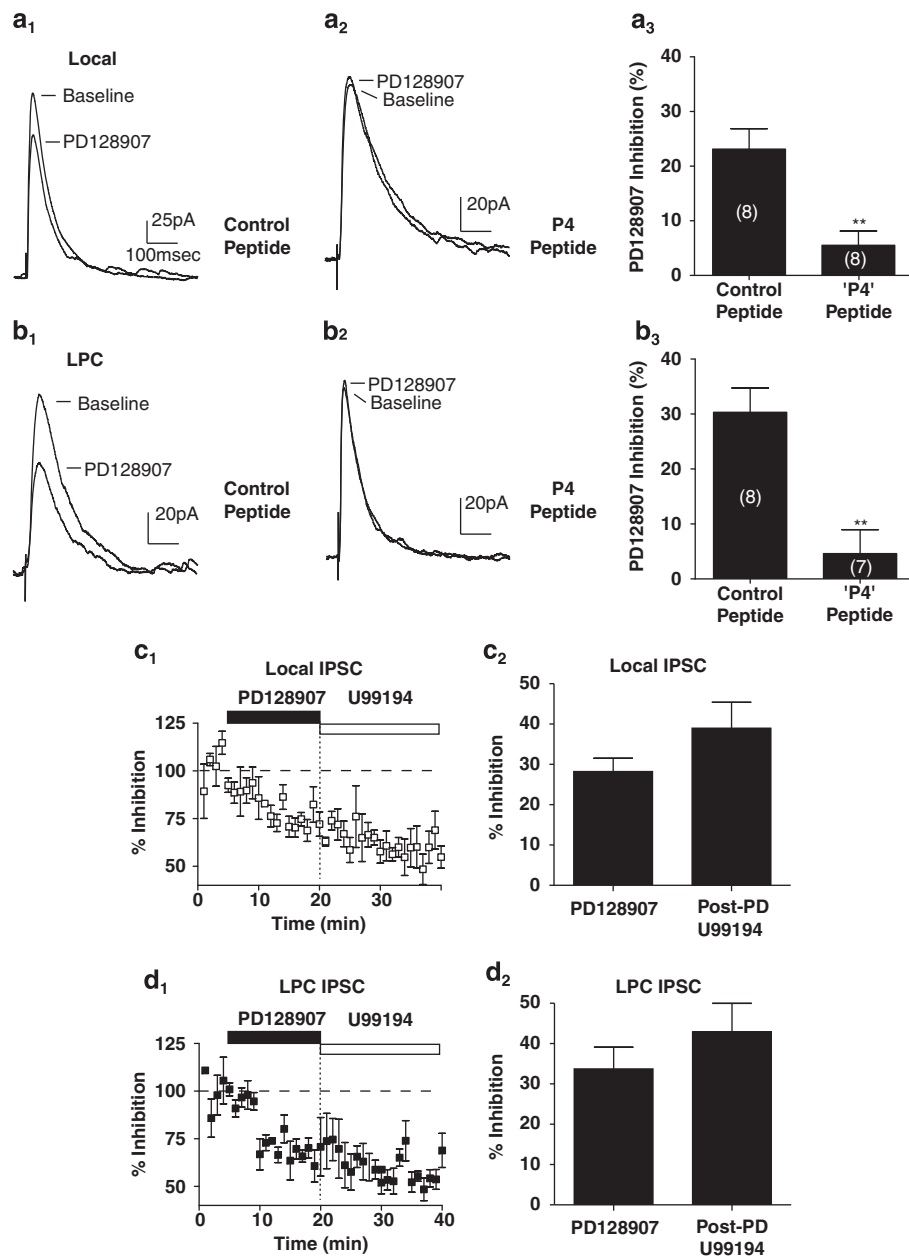 a1
Local
Baseline
PD128907
25pA
100msec
Control
Peptide
a2
PD128907
Baseline
20pA
P4
Peptide
a3
PD128907 Inhibition (%)
40
30
20
10
0
(8)
**
(8)
Control
Peptide
'P4'
Peptide
b1
LPC
Baseline
PD128907
20pA
Control
Peptide
b2
PD128907
Baseline
20pA
P4
Peptide
b3
PD128907 Inhibition (%)
40
30
20
10
0
(8)
**
(7)
Control
Peptide
'P4'
Peptide
c1
Local IPSC
PD128907 U99194
% Inhibition
125
100
75
50
0 10 20 30 40
Time (min)
c2
Local IPSC
% Inhibition
50
40
30
20
10
0
PD128907
Post-PD
U99194
d1
LPC IPSC
PD128907 U99194
% Inhibition
125
100
75
50
0 10 20 30 40
Time (min)
d2
LPC IPSC
% Inhibition
50
40
30
20
10
0
PD128907
Post-PD
U99194